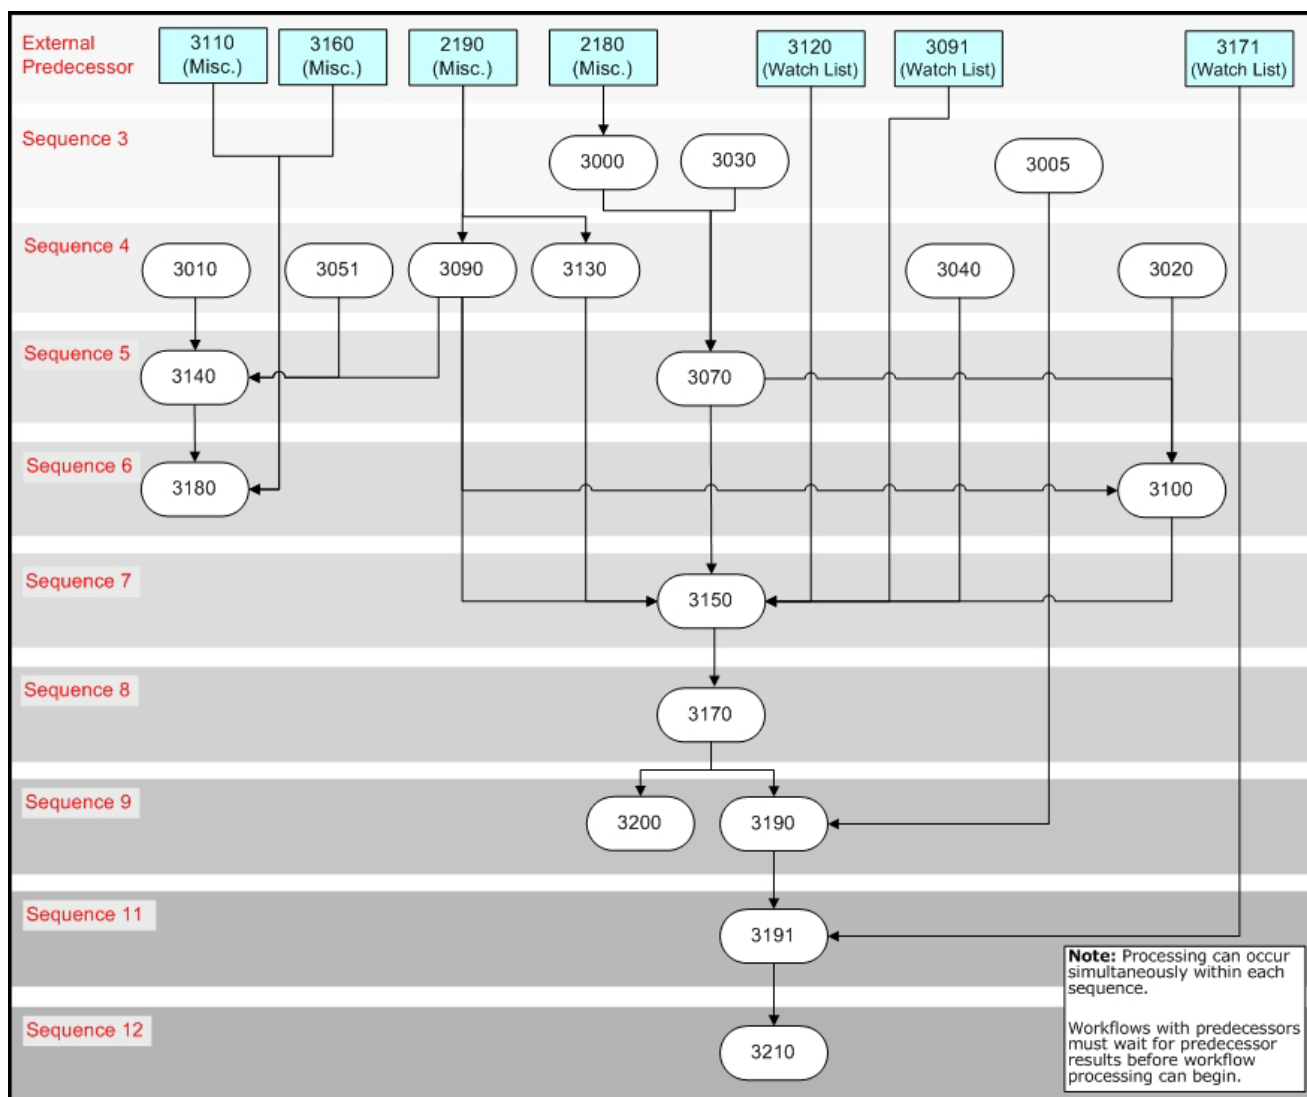 External
Predecessor
3110
(Misc.)
3160
(Misc.)
2190
(Misc.)
2180
(Misc.)
3120
(Watch List)
3091
(Watch List)
3171
(Watch List)
Sequence 3
3000
3030
3005
Sequence 4
3010
3051
3090
3130
3040
3020
Sequence 5
3140
3070
Sequence 6
3180
3100
Sequence 7
3150
Sequence 8
3170
Sequence 9
3200
3190
Sequence 11
3191
Note: Processing can occur
simultaneously within each
sequence.
Workflows with predecessors
must wait for predecessor
results before workflow
processing can begin.
Sequence 12
3210